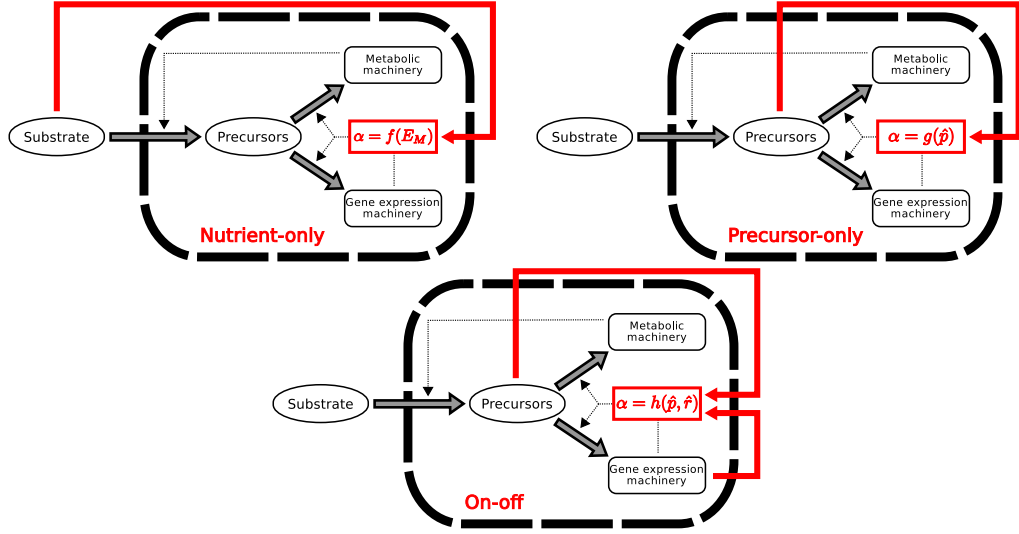 Metabolic
machinery
Substrate
Precursors
α = f(E_M)
Gene expression
machinery
Nutrient-only
Metabolic
machinery
Substrate
Precursors
α = g(p̂)
Gene expression
machinery
Precursor-only
Metabolic
machinery
Substrate
Precursors
α = h(p̂, r̂)
Gene expression
machinery
On-off